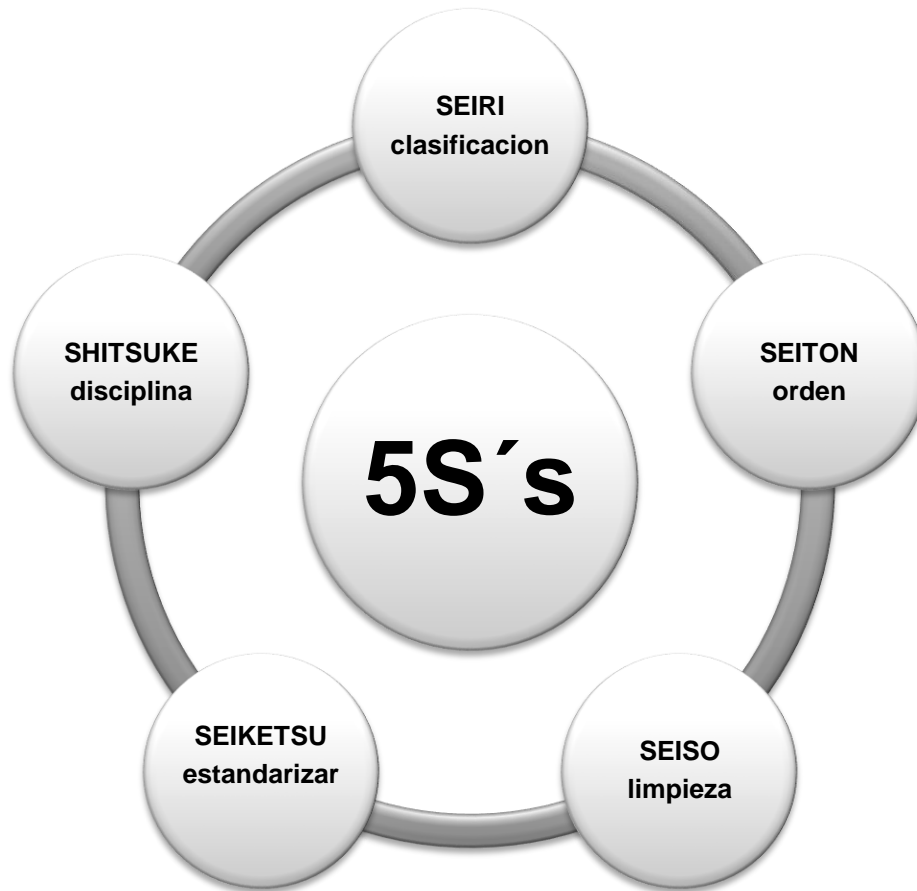 SEIRI
clasificacion
SEITON
orden
SEISO
limpieza
SEIKETSU
estandarizar
SHITSUKE
disciplina
5S´s